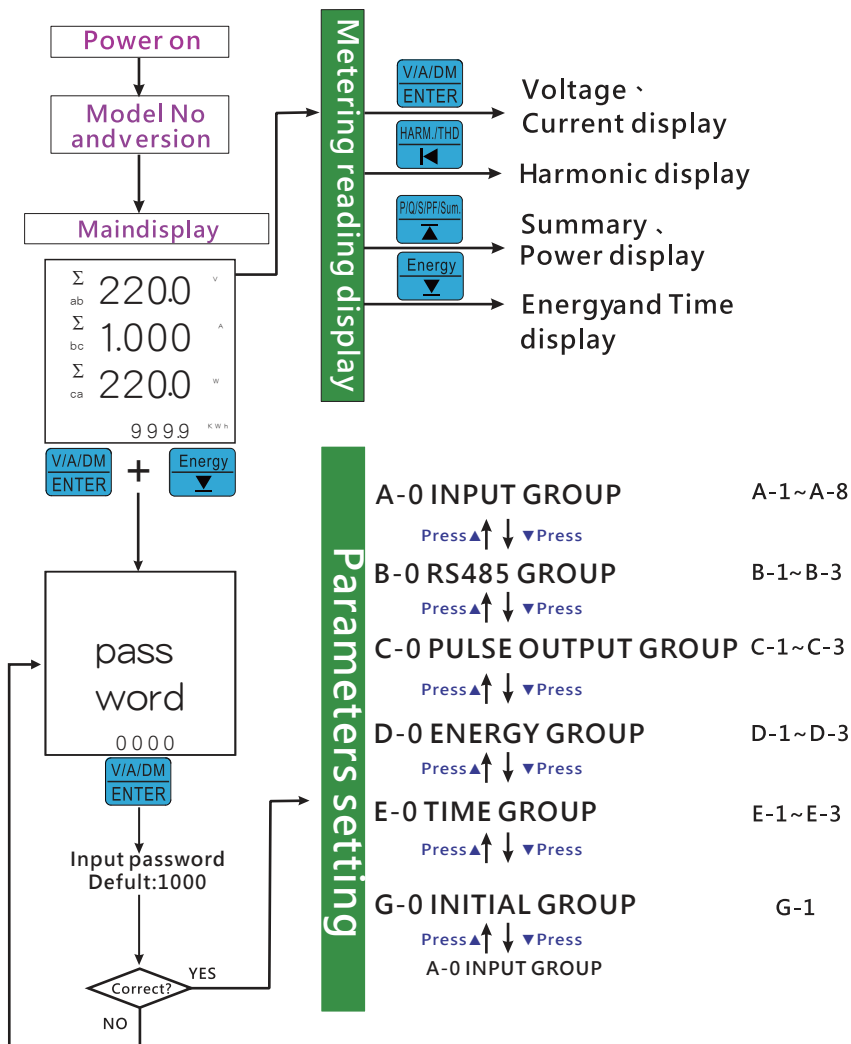 Power on
Model No
andversion
Maindisplay
Σ
ab
220.0
V
Σ
bc
1.000
A
Σ
ca
220.0
W
999.9
KWh
V/A/DM
ENTER
+
Energy
pass
word
0000
V/A/DM
ENTER
Input password
Defult:1000
Correct?
YES
NO
Metering reading display
V/A/DM
ENTER
Voltage、
Current display
HARM./THD
Harmonic display
P/Q/S/PF/Sum.
Summary、
Power display
Energy
Energyand Time
display
Parameters setting
A-0 INPUT GROUP A-1~A-8
Press▲ ▼Press
B-0 RS485 GROUP B-1~B-3
Press▲ ▼Press
C-0 PULSE OUTPUT GROUP C-1~C-3
Press▲ ▼Press
D-0 ENERGY GROUP D-1~D-3
Press▲ ▼Press
E-0 TIME GROUP E-1~E-3
Press▲ ▼Press
G-0 INITIAL GROUP G-1
Press▲ ▼Press
A-0 INPUT GROUP